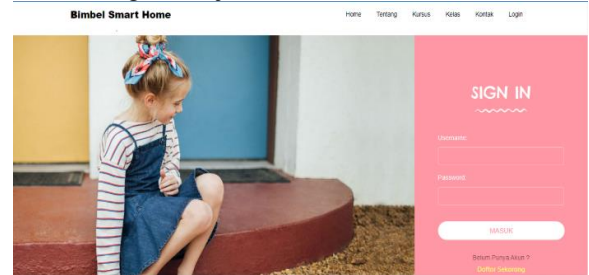 Bimbel Smart Home
Home Tentang Kursus Kelas Kontak Login
SIGN IN
Username:
Password:
MASUK
Belum Punya Akun ?
Daftar Sekarang